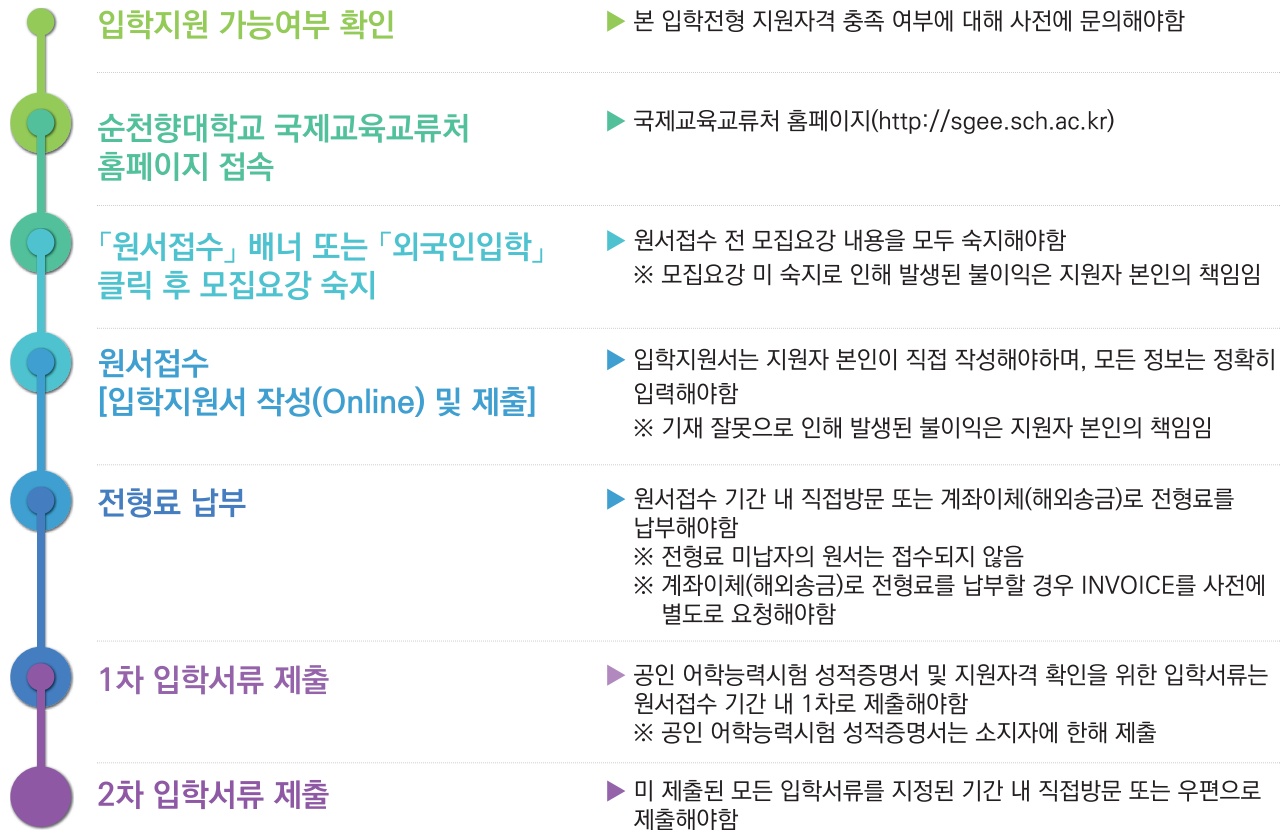 입학지원 가능여부 확인
▶ 본 입학전형 지원자격 충족 여부에 대해 사전에 문의해야함
순천향대학교 국제교육교류처
홈페이지 접속
▶ 국제교육교류처 홈페이지(http://sgee.sch.ac.kr)
「원서접수」 배너 또는 「외국인입학」
클릭 후 모집요강 숙지
▶ 원서접수 전 모집요강 내용을 모두 숙지해야함
※ 모집요강 미 숙지로 인해 발생된 불이익은 지원자 본인의 책임임
원서접수
[입학지원서 작성(Online) 및 제출]
▶ 입학지원서는 지원자 본인이 직접 작성해야하며, 모든 정보는 정확히
입력해야함
※ 기재 잘못으로 인해 발생된 불이익은 지원자 본인의 책임임
전형료 납부
▶ 원서접수 기간 내 직접방문 또는 계좌이체(해외송금)로 전형료를
납부해야함
※ 전형료 미납자의 원서는 접수되지 않음
※ 계좌이체(해외송금)로 전형료를 납부할 경우 INVOICE를 사전에
별도로 요청해야함
1차 입학서류 제출
▶ 공인 어학능력시험 성적증명서 및 지원자격 확인을 위한 입학서류는
원서접수 기간 내 1차로 제출해야함
※ 공인 어학능력시험 성적증명서는 소지자에 한해 제출
2차 입학서류 제출
▶ 미 제출된 모든 입학서류를 지정된 기간 내 직접방문 또는 우편으로
제출해야함